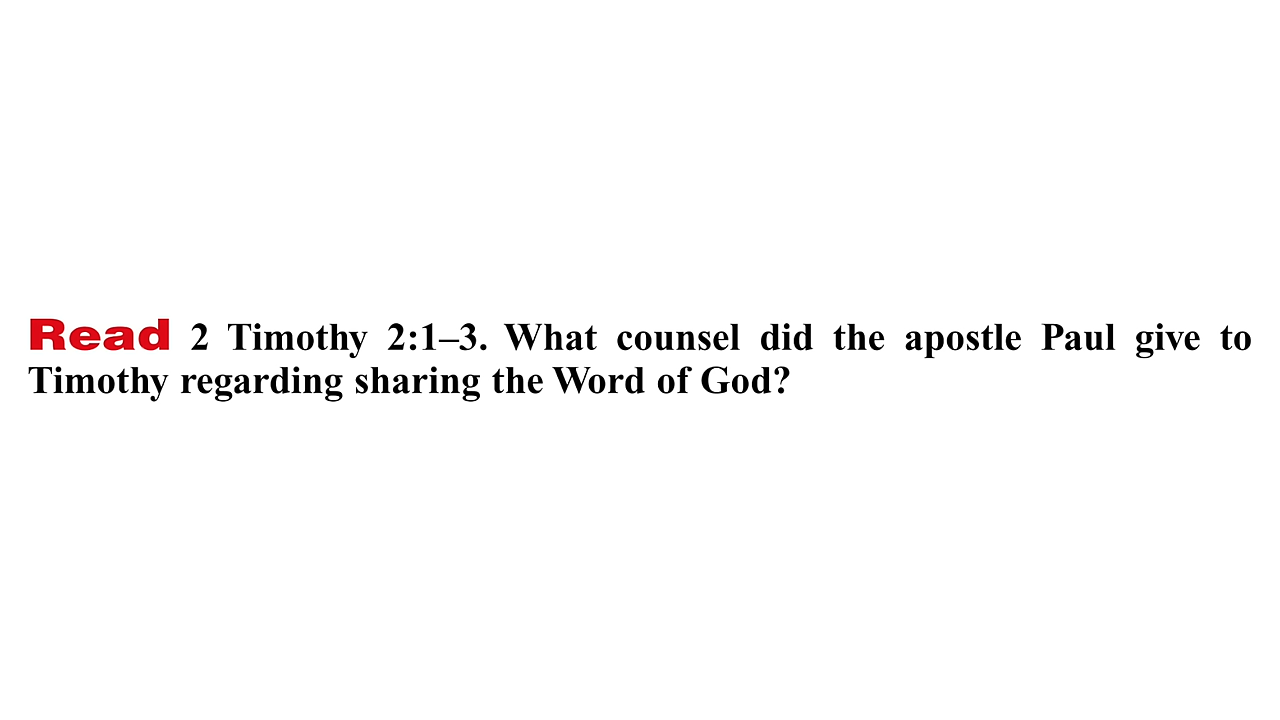 Read 2 Timothy 2:1–3. What counsel did the apostle Paul give to
Timothy regarding sharing the Word of God?